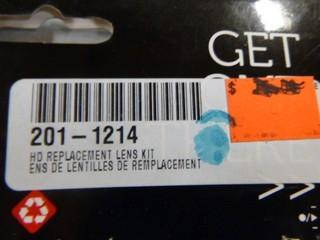 GET
$
201-1214
HD REPLACEMENT LENS KIT
ENS DE LENTILLES DE REMPLACEMENT